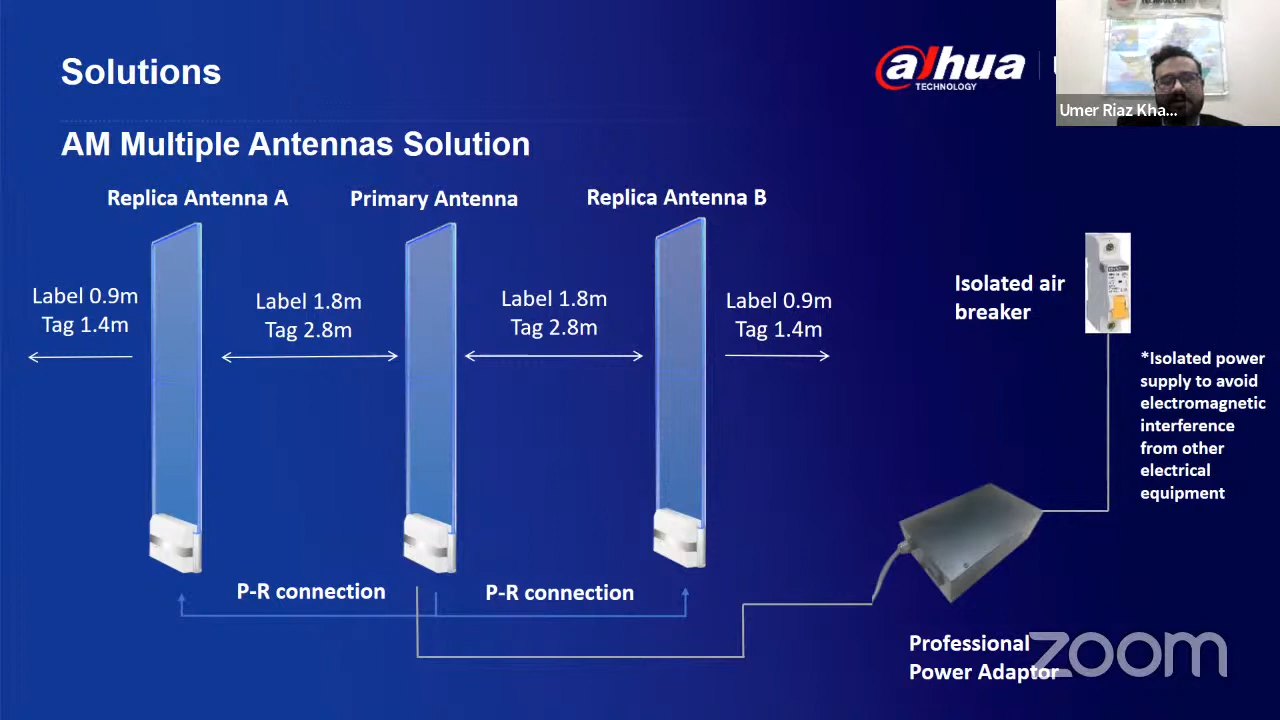 Solutions
alhua
TECHNOLOGY
TECHNOLOGY
Umer Riaz Kha...
AM Multiple Antennas Solution
Replica Antenna A
Primary Antenna
Replica Antenna B
Label 0.9m
Tag 1.4m
Label 1.8m
Tag 2.8m
Label 1.8m
Tag 2.8m
Label 0.9m
Tag 1.4m
Isolated air
breaker
*Isolated power
supply to avoid
electromagnetic
interference
from other
electrical
equipment
P-R connection
P-R connection
Professional
Power Adaptor
zoom